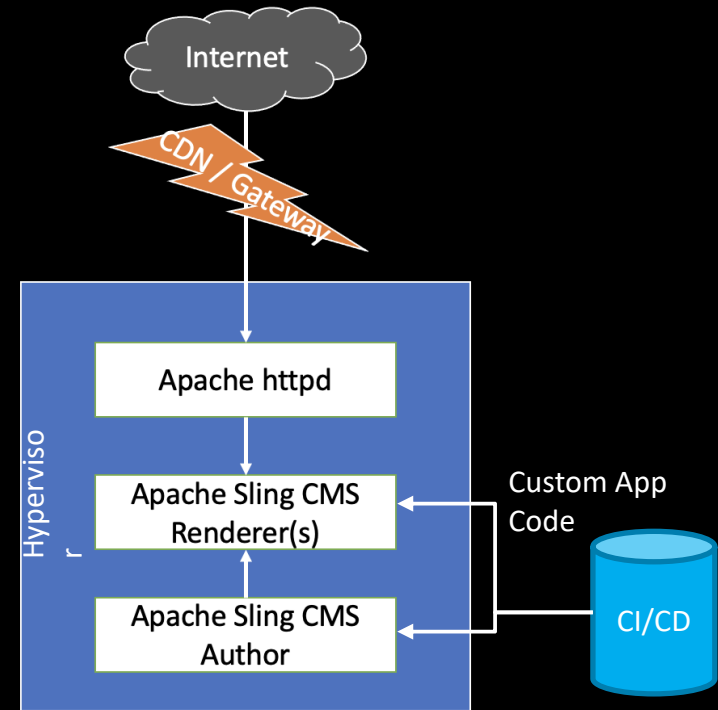 Internet
CDN / Gateway
Apache httpd
Hyperviso
r
Apache Sling CMS
Renderer(s)
Custom App
Code
Apache Sling CMS
Author
CI/CD